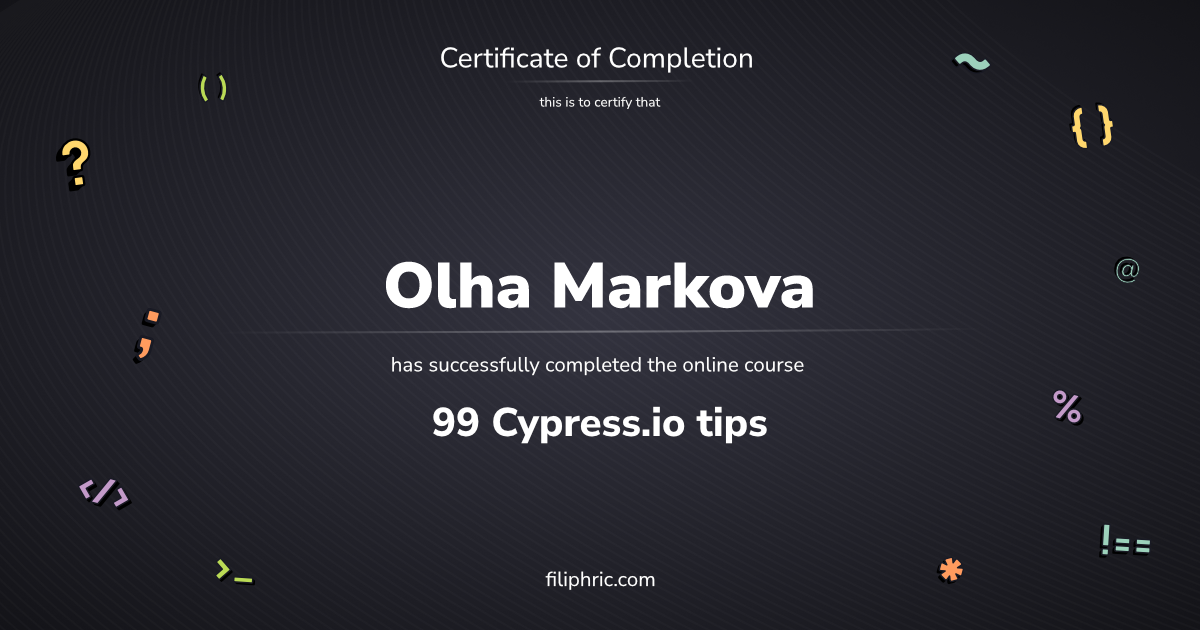 Certificate of Completion
this is to certify that
( )
~
{ }
?
Olha Markova
@
;
has successfully completed the online course
99 Cypress.io tips
%
</>
!==
>_
*
filiphric.com